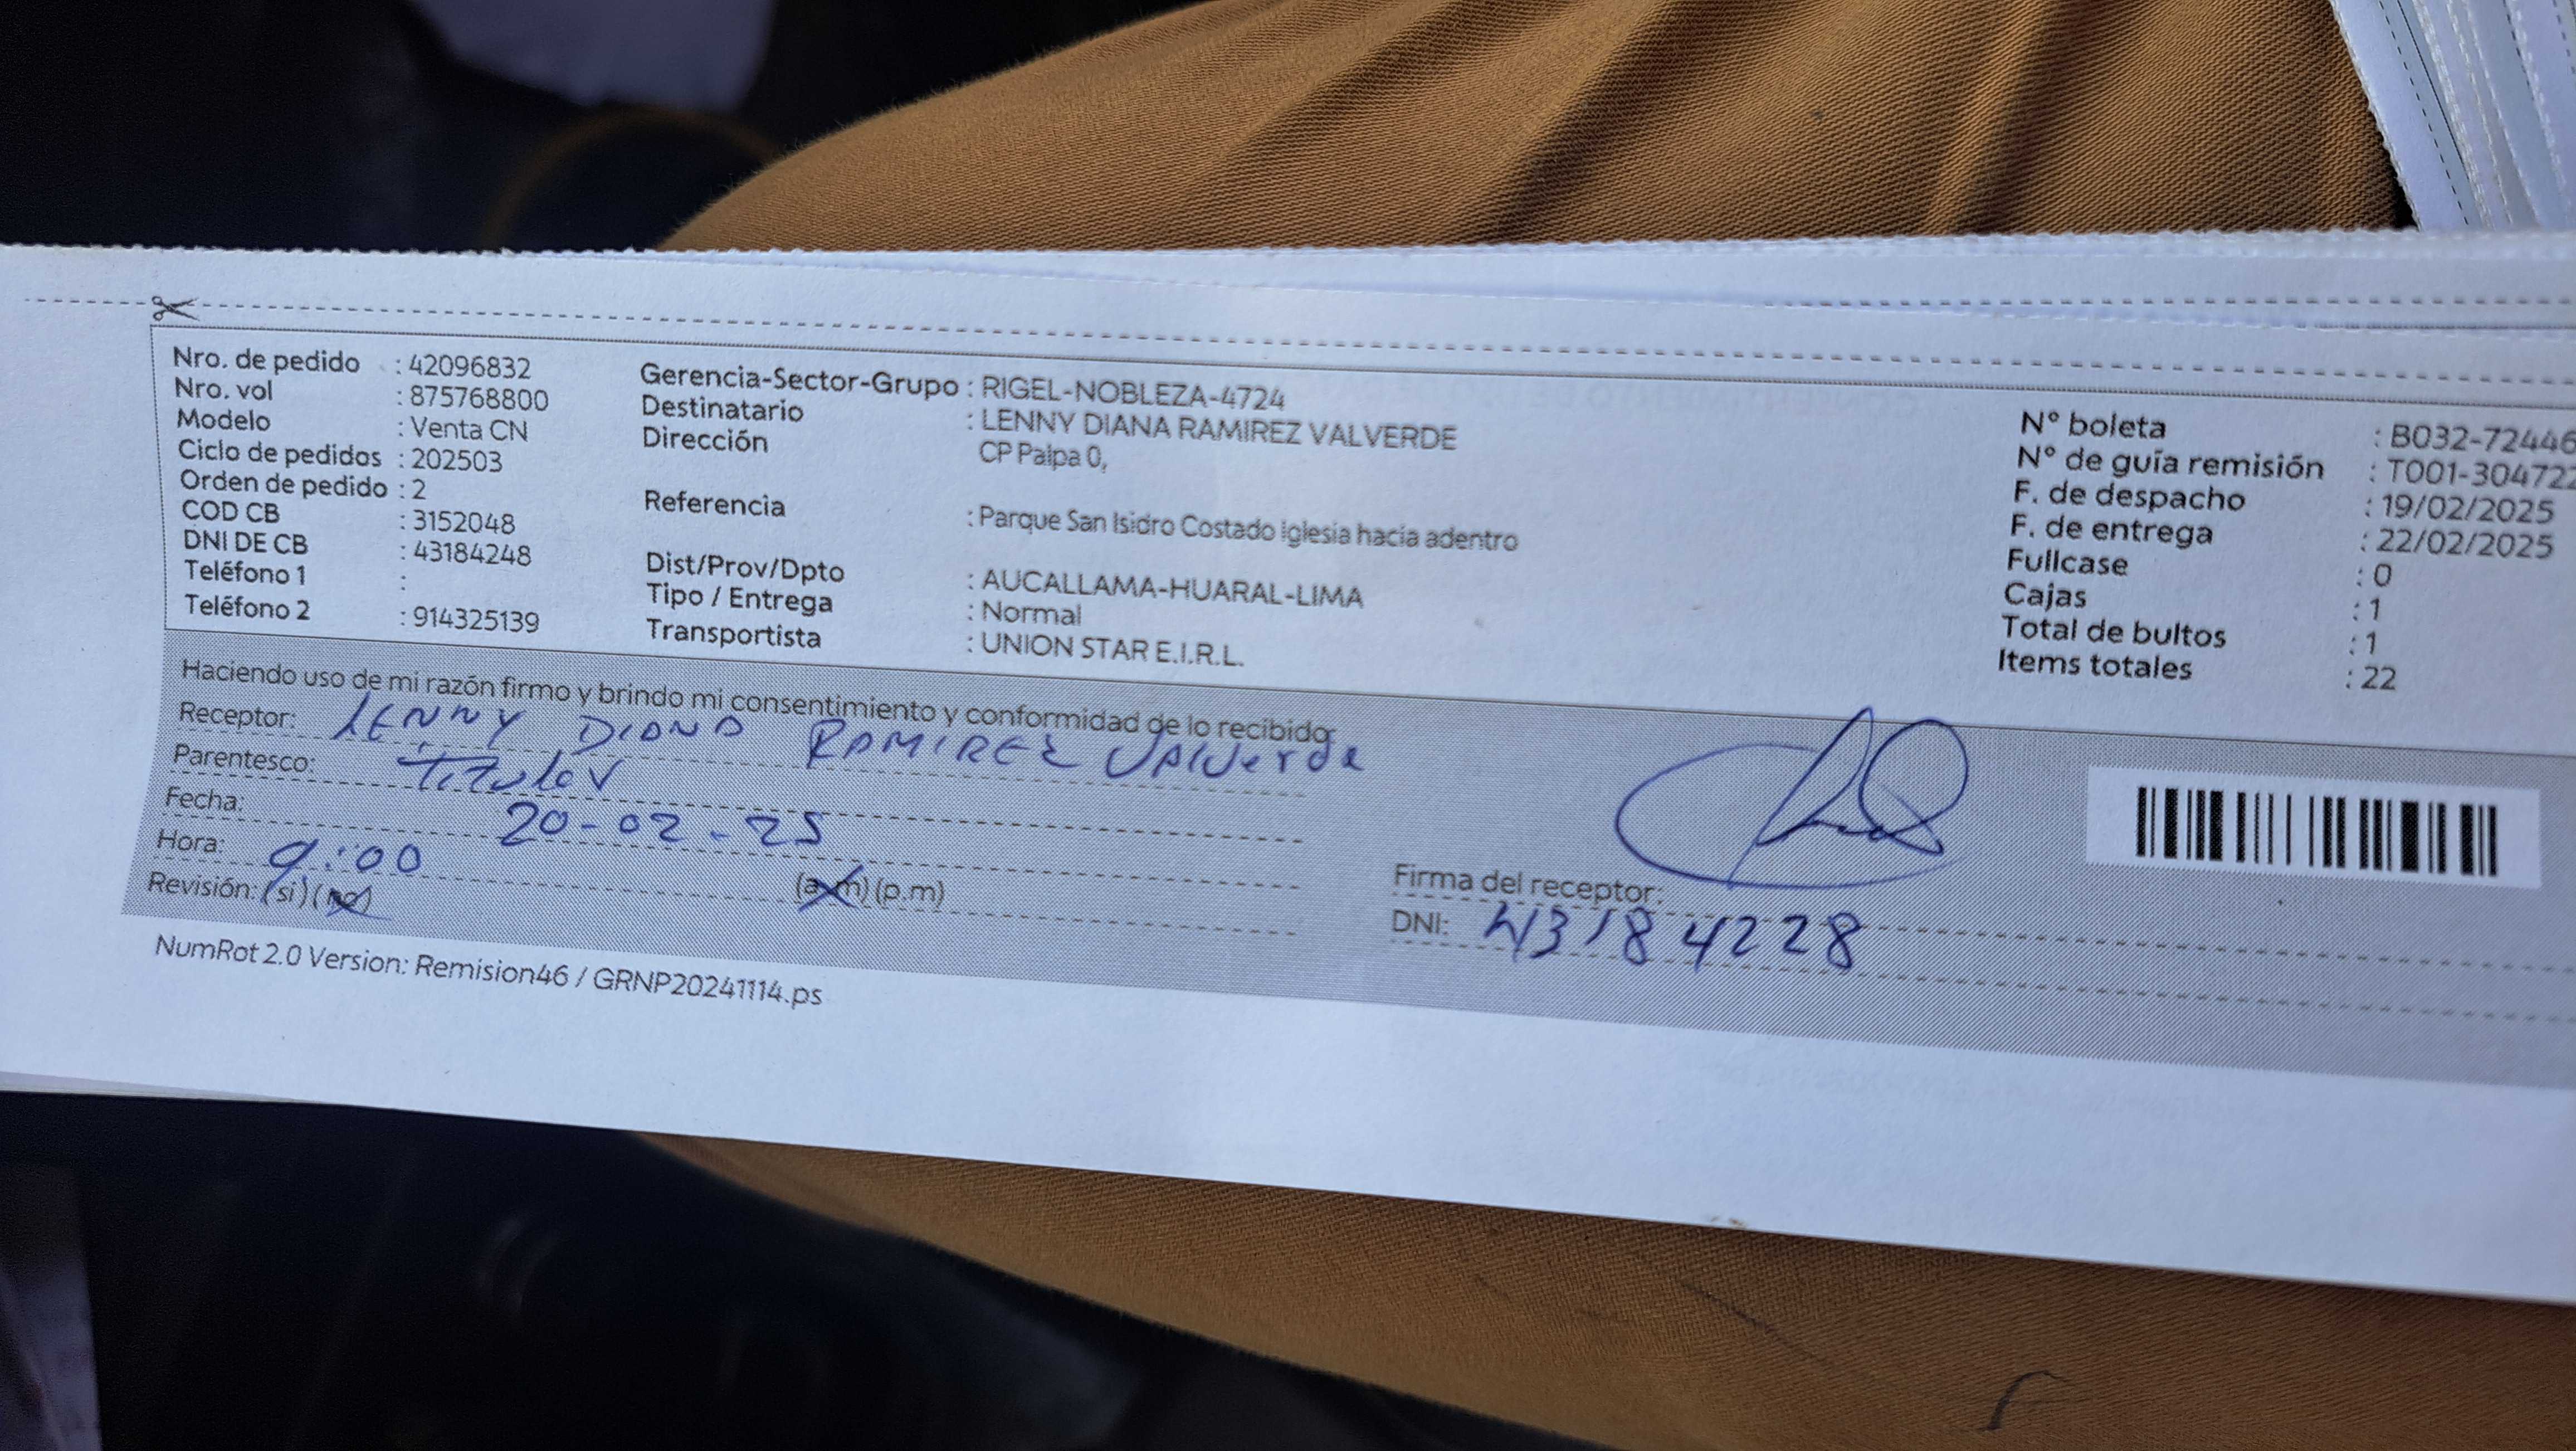 Nro. de pedido : 42096832
Nro. vol : 875768800
Modelo : Venta CN
Ciclo de pedidos : 202503
Orden de pedido : 2
COD CB : 3152048
DNI DE CB : 43184248
Teléfono 1 :
Teléfono 2 : 914325139
Gerencia-Sector-Grupo : RIGEL-NOBLEZA-4724
Destinatario : LENNY DIANA RAMIREZ VALVERDE
Dirección CP Palpa 0,
Referencia : Parque San Isidro Costado Iglesia hacia adentro
Dist/Prov/Dpto : AUCALLAMA-HUARAL-LIMA
Tipo / Entrega : Normal
Transportista : UNION STAR E.I.R.L.
N° boleta : B032-72446
N° de guía remisión : T001-304722
F. de despacho : 19/02/2025
F. de entrega : 22/02/2025
Fullcase : 0
Cajas : 1
Total de bultos : 1
Items totales : 22
Haciendo uso de mi razón firmo y brindo mi consentimiento y conformidad de lo recibido:
Receptor: LENNY DIANA RAMIREZ VALVerde
Parentesco: Titular
Fecha: 20-02-25
Hora: 9:00 (a.m) (p.m)
Revisión: (si) (no)
Firma del receptor:
DNI: 43184228
NumRot 2.0 Version: Remision46 / GRNP20241114.ps